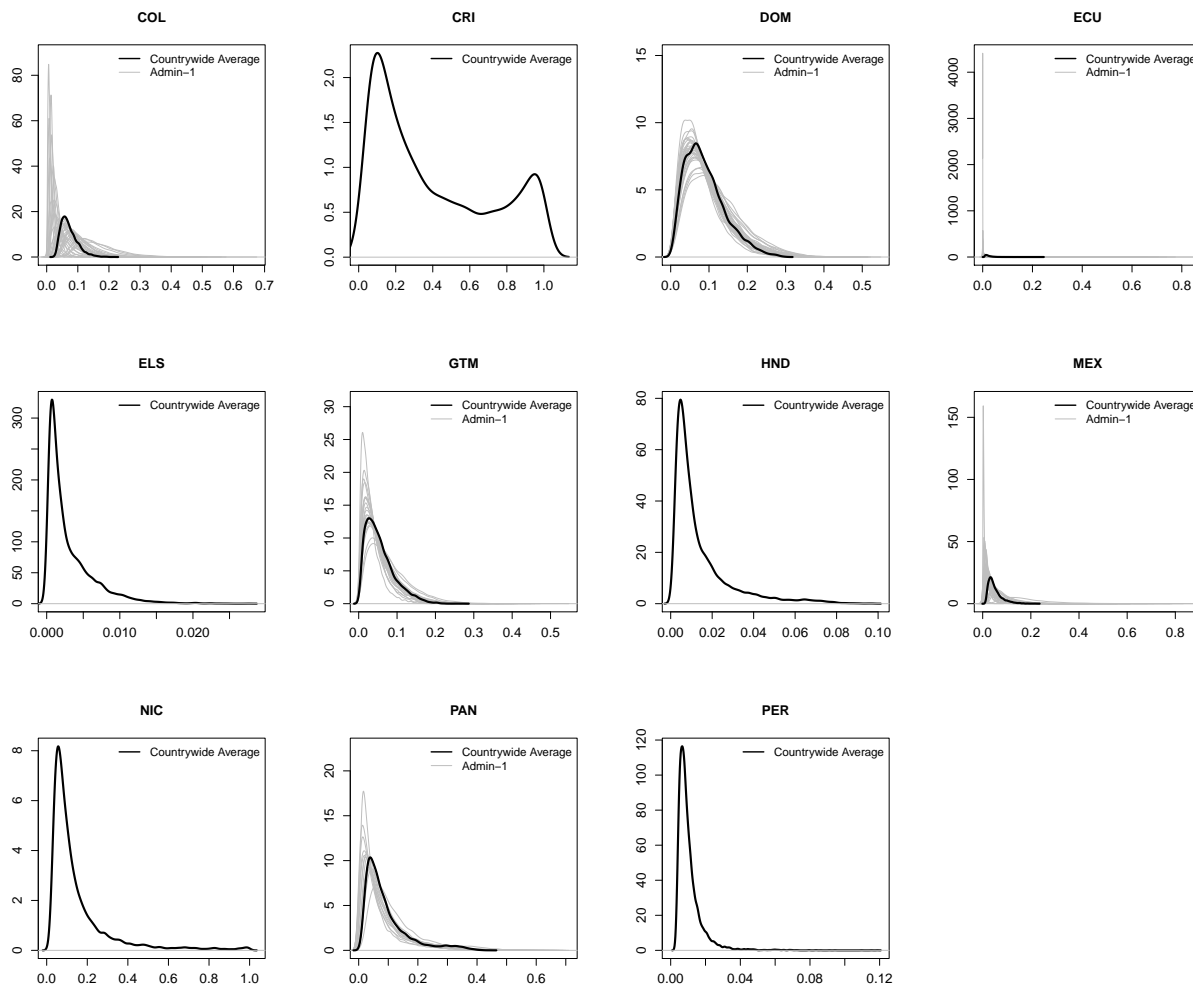 COL
CRI
DOM
ECU
Countrywide Average
Admin−1
Countrywide Average
Countrywide Average
Admin−1
Countrywide Average
Admin−1
0 20 40 60 80
0.0 0.5 1.0 1.5 2.0
0 5 10 15
0 1000 2000 3000 4000
0.0 0.1 0.2 0.3 0.4 0.5 0.6 0.7
0.0 0.2 0.4 0.6 0.8 1.0
0.0 0.1 0.2 0.3 0.4 0.5
0.0 0.2 0.4 0.6 0.8
ELS
GTM
HND
MEX
Countrywide Average
Countrywide Average
Admin−1
Countrywide Average
Countrywide Average
Admin−1
0 50 100 200 300
0 5 10 15 20 25 30
0 20 40 60 80
0 50 100 150
0.000 0.010 0.020
0.0 0.1 0.2 0.3 0.4 0.5
0.00 0.02 0.04 0.06 0.08 0.10
0.0 0.2 0.4 0.6 0.8
NIC
PAN
PER
Countrywide Average
Countrywide Average
Admin−1
Countrywide Average
0 2 4 6 8
0 5 10 15 20
0 20 40 60 80 100 120
0.0 0.2 0.4 0.6 0.8 1.0
0.0 0.2 0.4 0.6
0.00 0.04 0.08 0.12